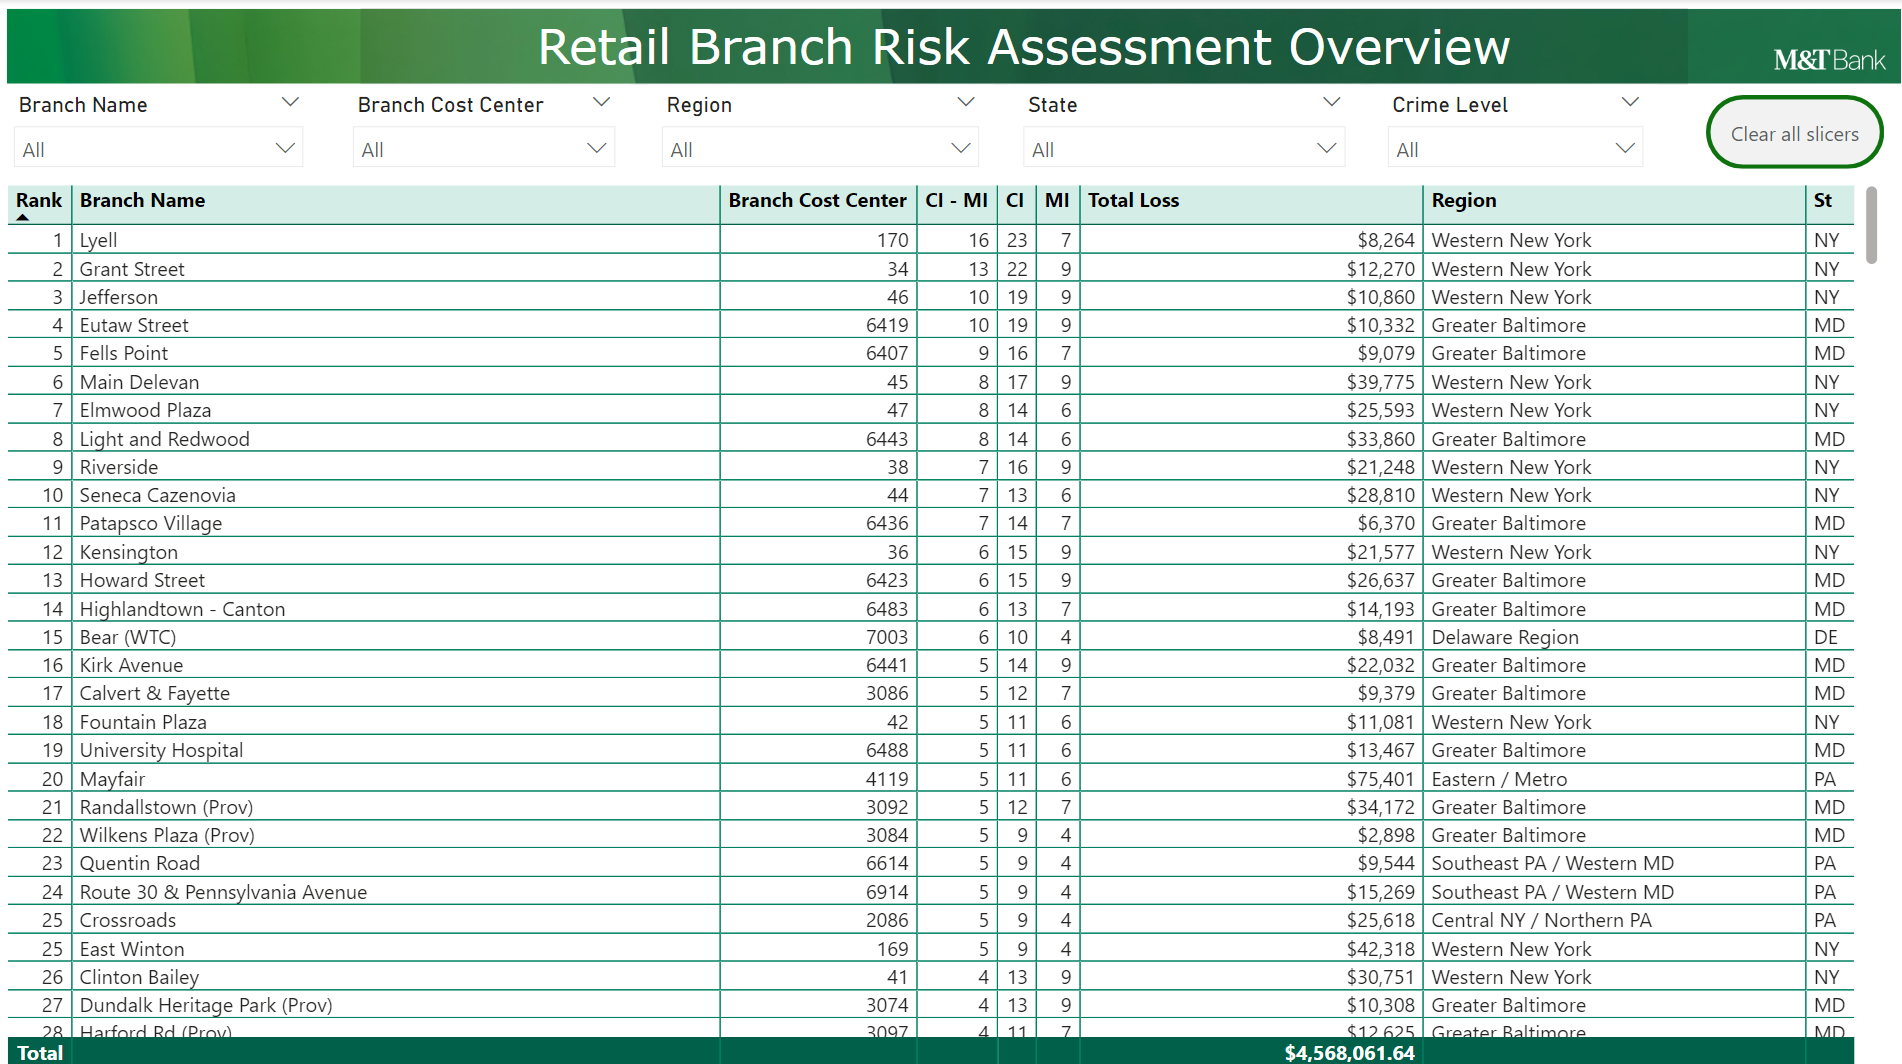 Retail Branch Risk Assessment Overview
M&T Bank
Branch Name Branch Cost Center Region State Crime Level
All All All All All
Clear all slicers
Rank Branch Name Branch Cost Center CI - MI CI MI Total Loss Region St
1 Lyell 170 16 23 7 $8,264 Western New York NY
2 Grant Street 34 13 22 9 $12,270 Western New York NY
3 Jefferson 46 10 19 9 $10,860 Western New York NY
4 Eutaw Street 6419 10 19 9 $10,332 Greater Baltimore MD
5 Fells Point 6407 9 16 7 $9,079 Greater Baltimore MD
6 Main Delevan 45 8 17 9 $39,775 Western New York NY
7 Elmwood Plaza 47 8 14 6 $25,593 Western New York NY
8 Light and Redwood 6443 8 14 6 $33,860 Greater Baltimore MD
9 Riverside 38 7 16 9 $21,248 Western New York NY
10 Seneca Cazenovia 44 7 13 6 $28,810 Western New York NY
11 Patapsco Village 6436 7 14 7 $6,370 Greater Baltimore MD
12 Kensington 36 6 15 9 $21,577 Western New York NY
13 Howard Street 6423 6 15 9 $26,637 Greater Baltimore MD
14 Highlandtown - Canton 6483 6 13 7 $14,193 Greater Baltimore MD
15 Bear (WTC) 7003 6 10 4 $8,491 Delaware Region DE
16 Kirk Avenue 6441 5 14 9 $22,032 Greater Baltimore MD
17 Calvert & Fayette 3086 5 12 7 $9,379 Greater Baltimore MD
18 Fountain Plaza 42 5 11 6 $11,081 Western New York NY
19 University Hospital 6488 5 11 6 $13,467 Greater Baltimore MD
20 Mayfair 4119 5 11 6 $75,401 Eastern / Metro PA
21 Randallstown (Prov) 3092 5 12 7 $34,172 Greater Baltimore MD
22 Wilkens Plaza (Prov) 3084 5 9 4 $2,898 Greater Baltimore MD
23 Quentin Road 6614 5 9 4 $9,544 Southeast PA / Western MD PA
24 Route 30 & Pennsylvania Avenue 6914 5 9 4 $15,269 Southeast PA / Western MD PA
25 Crossroads 2086 5 9 4 $25,618 Central NY / Northern PA PA
25 East Winton 169 5 9 4 $42,318 Western New York NY
26 Clinton Bailey 41 4 13 9 $30,751 Western New York NY
27 Dundalk Heritage Park (Prov) 3074 4 13 9 $10,308 Greater Baltimore MD
28 Harford Rd (Prov) 3097 4 11 7 $12,625 Greater Baltimore MD
Total $4,568,061.64